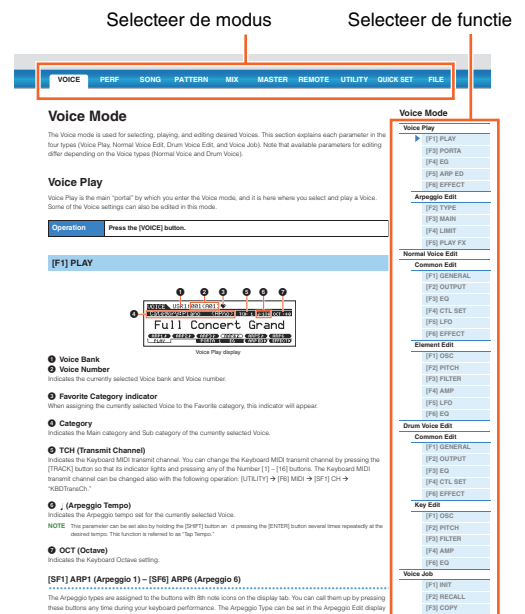 Selecteer de modus
Selecteer de functie
VOICE PERF SONG PATTERN MIX MASTER REMOTE UTILITY QUICK SET FILE
Voice Mode
The Voice mode is used for selecting, playing, and editing desired Voices. This section explains each parameter in the
four types (Voice Play, Normal Voice Edit, Drum Voice Edit, and Voice Job). Note that available parameters for editing
differ depending on the Voice types (Normal Voice and Drum Voice).
Voice Play
Voice Play is the main "portal" by which you enter the Voice mode, and it is here where you select and play a Voice.
Some of the Voice settings can also be edited in this mode.
Operation Press the [VOICE] button.
[F1] PLAY
1 2 3 5 6 7
4
Full Concert Grand
Voice Play display
1 Voice Bank
2 Voice Number
Indicates the currently selected Voice bank and Voice number.
3 Favorite Category indicator
When assigning the currently selected Voice to the Favorite Category, this indicator will appear.
4 Category
Indicates the Main category and Sub category of the currently selected Voice.
5 TCH (Transmit Channel)
Indicates the Keyboard MIDI transmit channel. You can change the Keyboard MIDI transmit channel by pressing the
[TRACK] button so that its indicator lights and pressing any of the Number [1] – [16] buttons. The Keyboard MIDI
transmit channel can be changed also with the following operation: [UTILITY] → [F6] MIDI → [SF1] CH →
"KBDTransCh."
6 ♩ (Arpeggio Tempo)
Indicates the Arpeggio tempo set for the currently selected Voice.
NOTE This parameter can be set also by holding the [SHIFT] button an d pressing the [ENTER] button several times repeatedly at the
desired tempo. This function is referred to as "Tap Tempo."
7 OCT (Octave)
Indicates the Keyboard Octave setting.
[SF1] ARP1 (Arpeggio 1) – [SF6] ARP6 (Arpeggio 6)
The Arpeggio types are assigned to the buttons with 8th note icons on the display tab. You can call them up by pressing
these buttons any time during your keyboard performance. The Arpeggio Type can be set in the Arpeggio Edit display
Voice Mode
Voice Play
[F1] PLAY
[F3] PORTA
[F4] EG
[F5] ARP ED
[F6] EFFECT
Arpeggio Edit
[F2] TYPE
[F3] MAIN
[F4] LIMIT
[F5] PLAY FX
Normal Voice Edit
Common Edit
[F1] GENERAL
[F2] OUTPUT
[F3] EQ
[F4] CTL SET
[F5] LFO
[F6] EFFECT
Element Edit
[F1] OSC
[F2] PITCH
[F3] FILTER
[F4] AMP
[F5] LFO
[F6] EQ
Drum Voice Edit
Common Edit
[F1] GENERAL
[F2] OUTPUT
[F3] EQ
[F4] CTL SET
[F6] EFFECT
Key Edit
[F1] OSC
[F2] PITCH
[F3] FILTER
[F4] AMP
[F6] EQ
Voice Job
[F1] INIT
[F2] RECALL
[F3] COPY